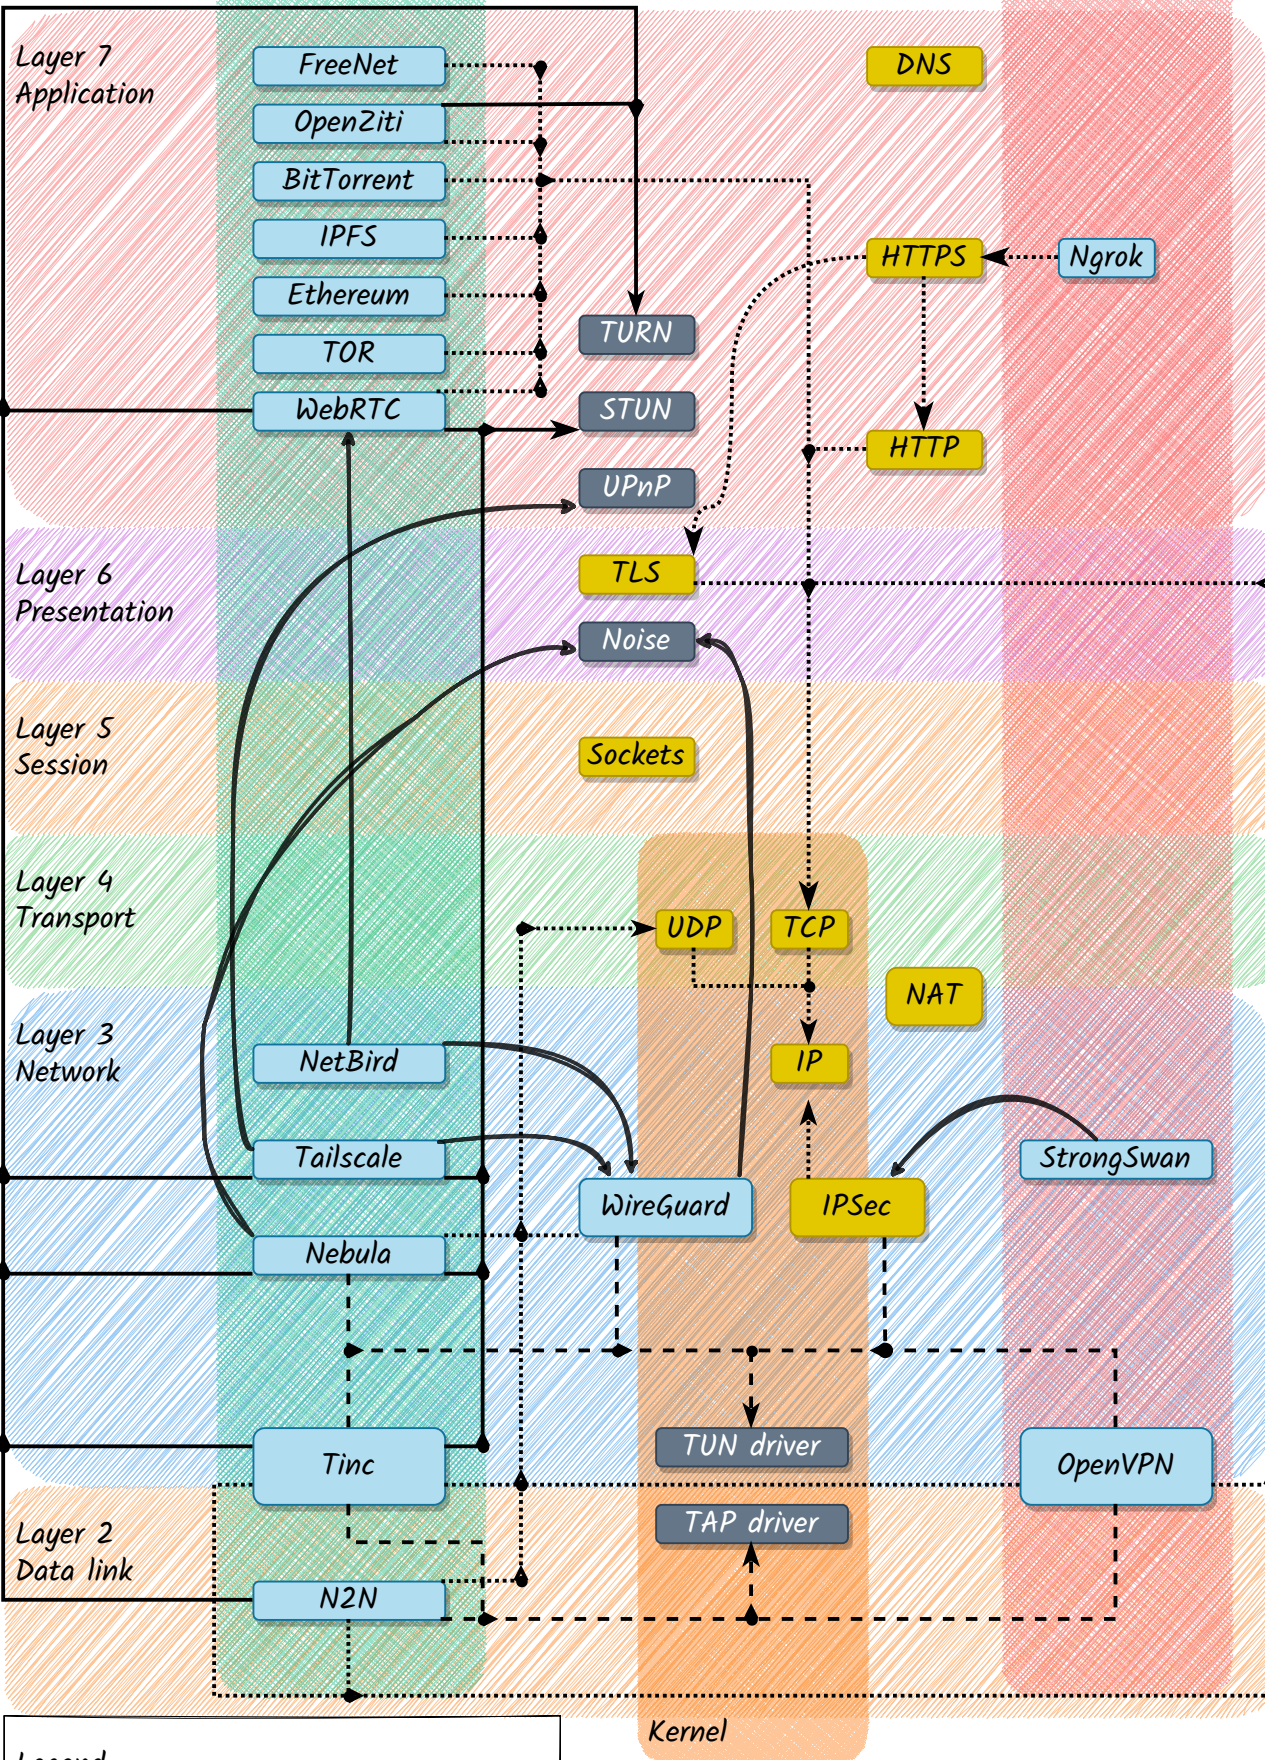 Layer 7
Application
FreeNet
DNS
OpenZiti
BitTorrent
IPFS
HTTPS
Ngrok
Ethereum
TURN
TOR
WebRTC
STUN
HTTP
UPnP
Layer 6
Presentation
TLS
Noise
Layer 5
Session
Sockets
Layer 4
Transport
UDP
TCP
NAT
Layer 3
Network
NetBird
IP
Tailscale
StrongSwan
WireGuard
IPSec
Nebula
TUN driver
Tinc
OpenVPN
TAP driver
Layer 2
Data link
N2N
Kernel
Legend